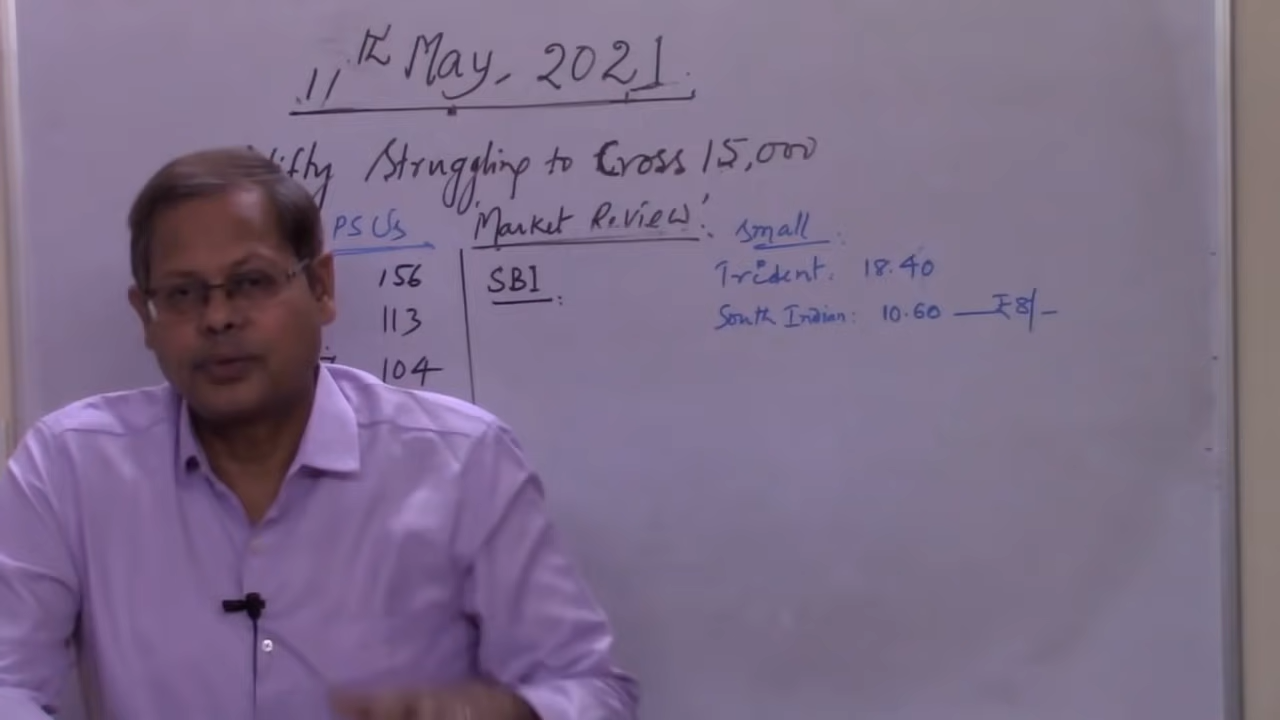 11th May, 2021
Nifty Struggling to Cross 15,000
PSUs
156
113
104
Market Review:
SBI:
Small:
Trident: 18.40
South Indian: 10.60 — ₹8/-